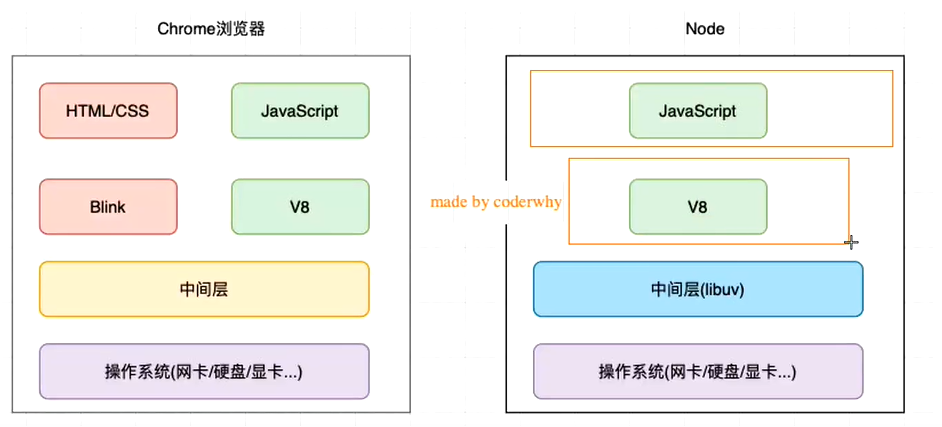 Chrome浏览器
HTML/CSS
JavaScript
Blink
V8
中间层
操作系统(网卡/硬盘/显卡...)
made by coderwhy
Node
JavaScript
V8
中间层(libuv)
操作系统(网卡/硬盘/显卡...)